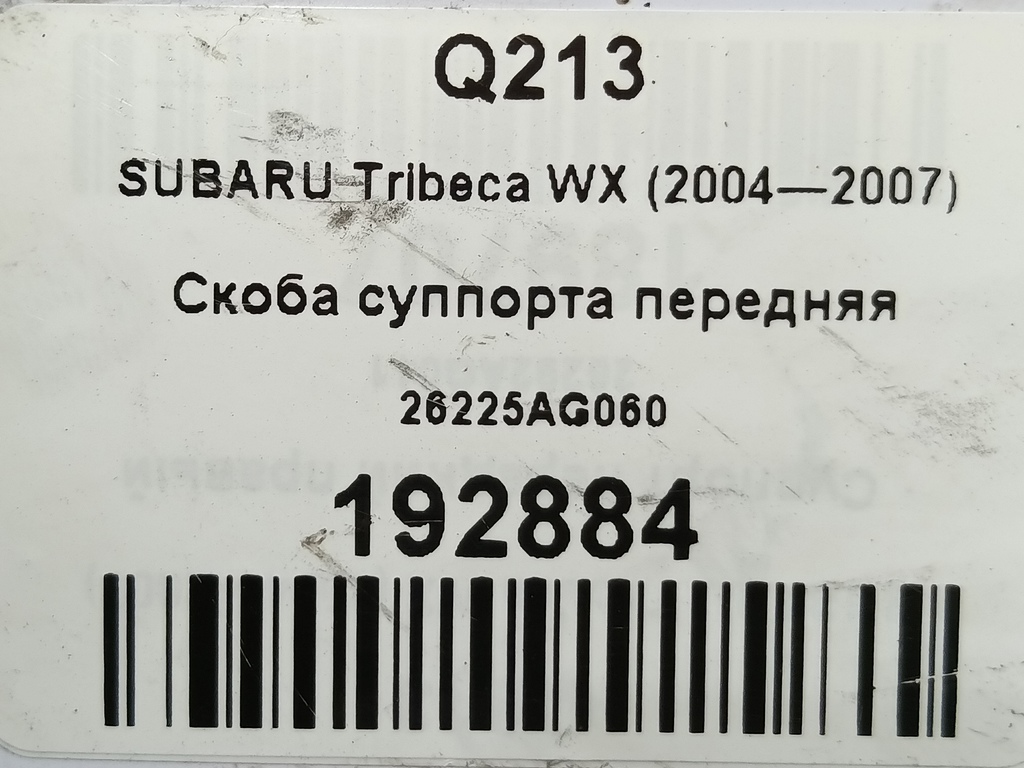 Q213
SUBARU Tribeca WX (2004—2007)
Скоба суппорта передняя
26225AG060
192884